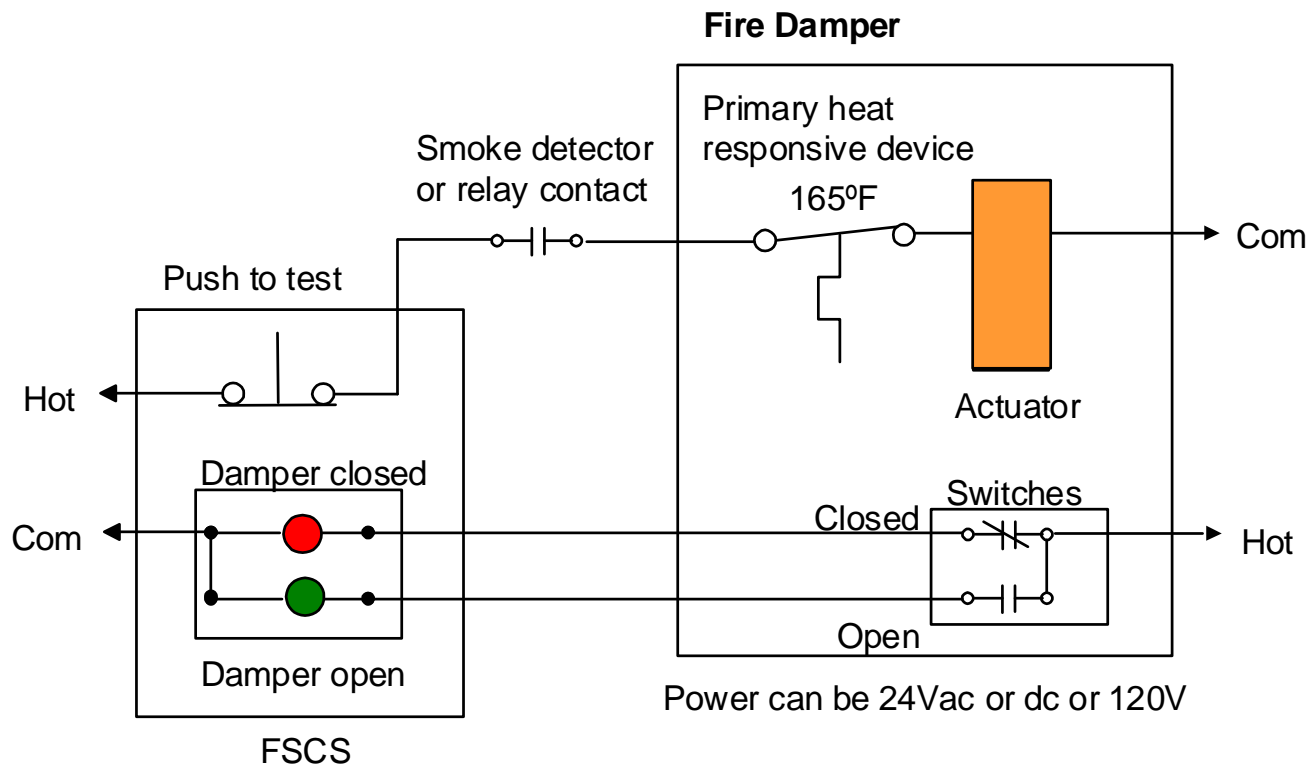 Fire Damper
Primary heat
responsive device
165ºF
Smoke detector
or relay contact
Com
Push to test
Hot
Actuator
Damper closed
Switches
Closed
Com
Hot
Open
Damper open
Power can be 24Vac or dc or 120V
FSCS